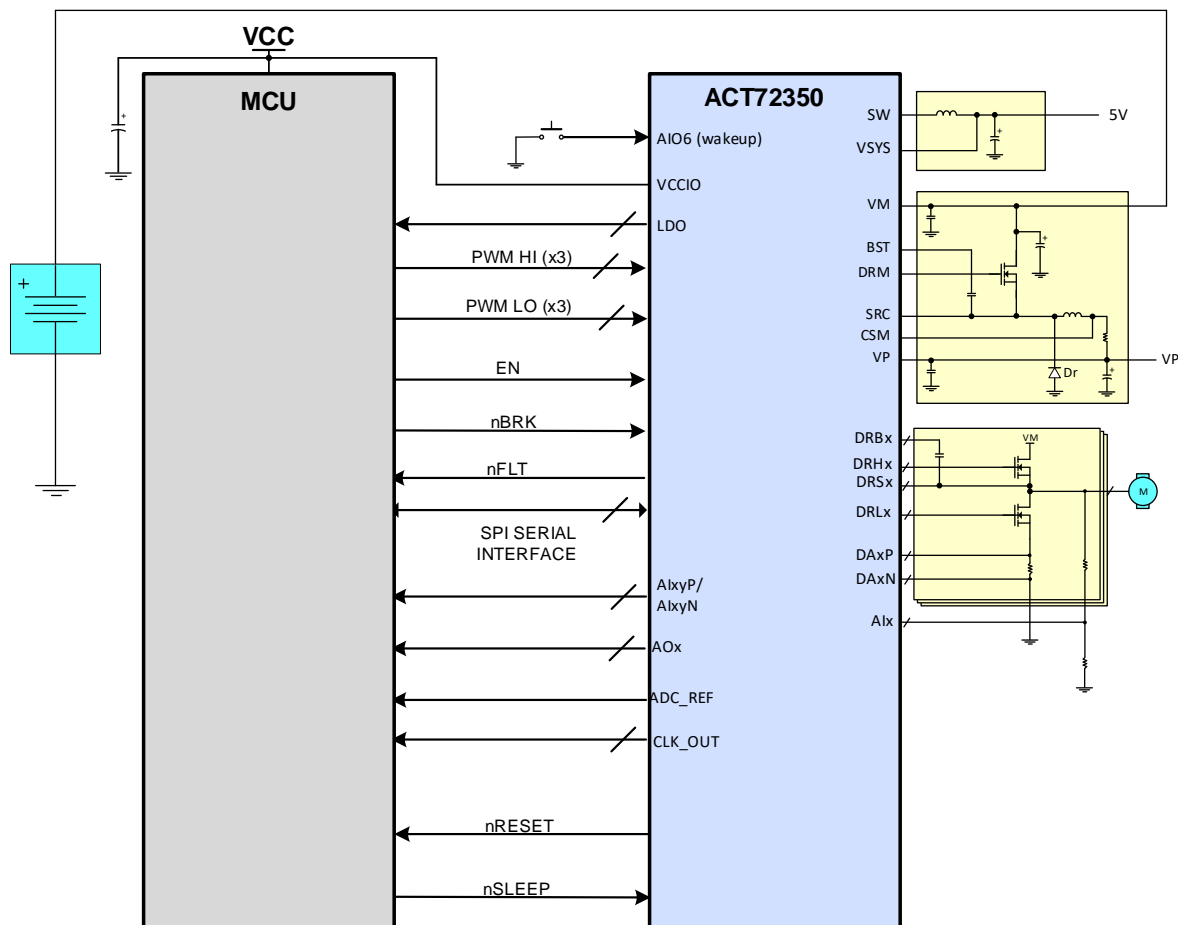 VCC
MCU
ACT72350
SW
5V
AIO6 (wakeup)
VSYS
VCCIO
VM
LDO
BST
PWM HI (x3)
DRM
PWM LO (x3)
SRC
CSM
VP
VP
EN
Dr
nBRK
DRBx
VM
nFLT
DRHx
DRSx
M
SPI SERIAL
INTERFACE
DRLx
DAxP
DAxN
AIxyP/
AIxyN
AIx
AOx
ADC_REF
CLK_OUT
nRESET
nSLEEP